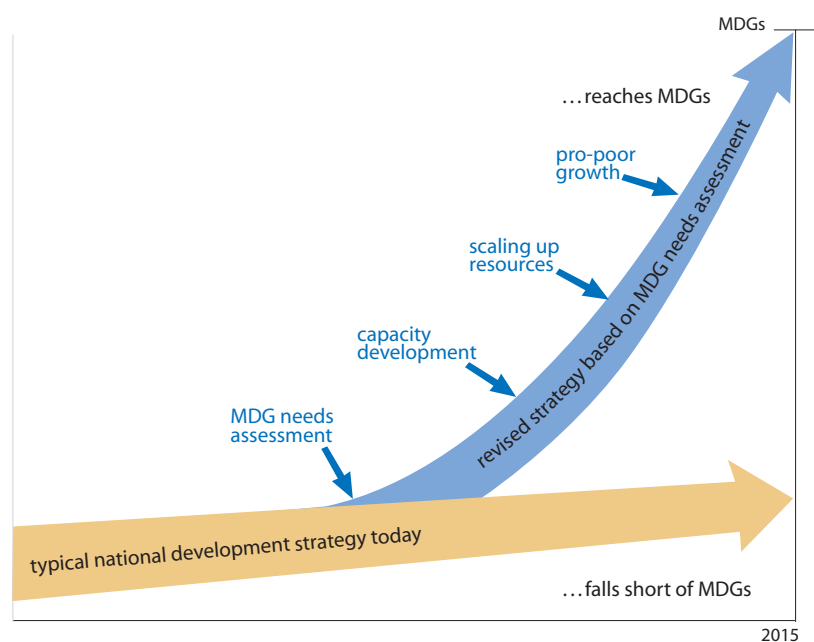 MDGs
…reaches MDGs
pro-poor
growth
scaling up
resources
capacity
development
MDG needs
assessment
revised strategy based on MDG needs assessment
typical national development strategy today
…falls short of MDGs
2015